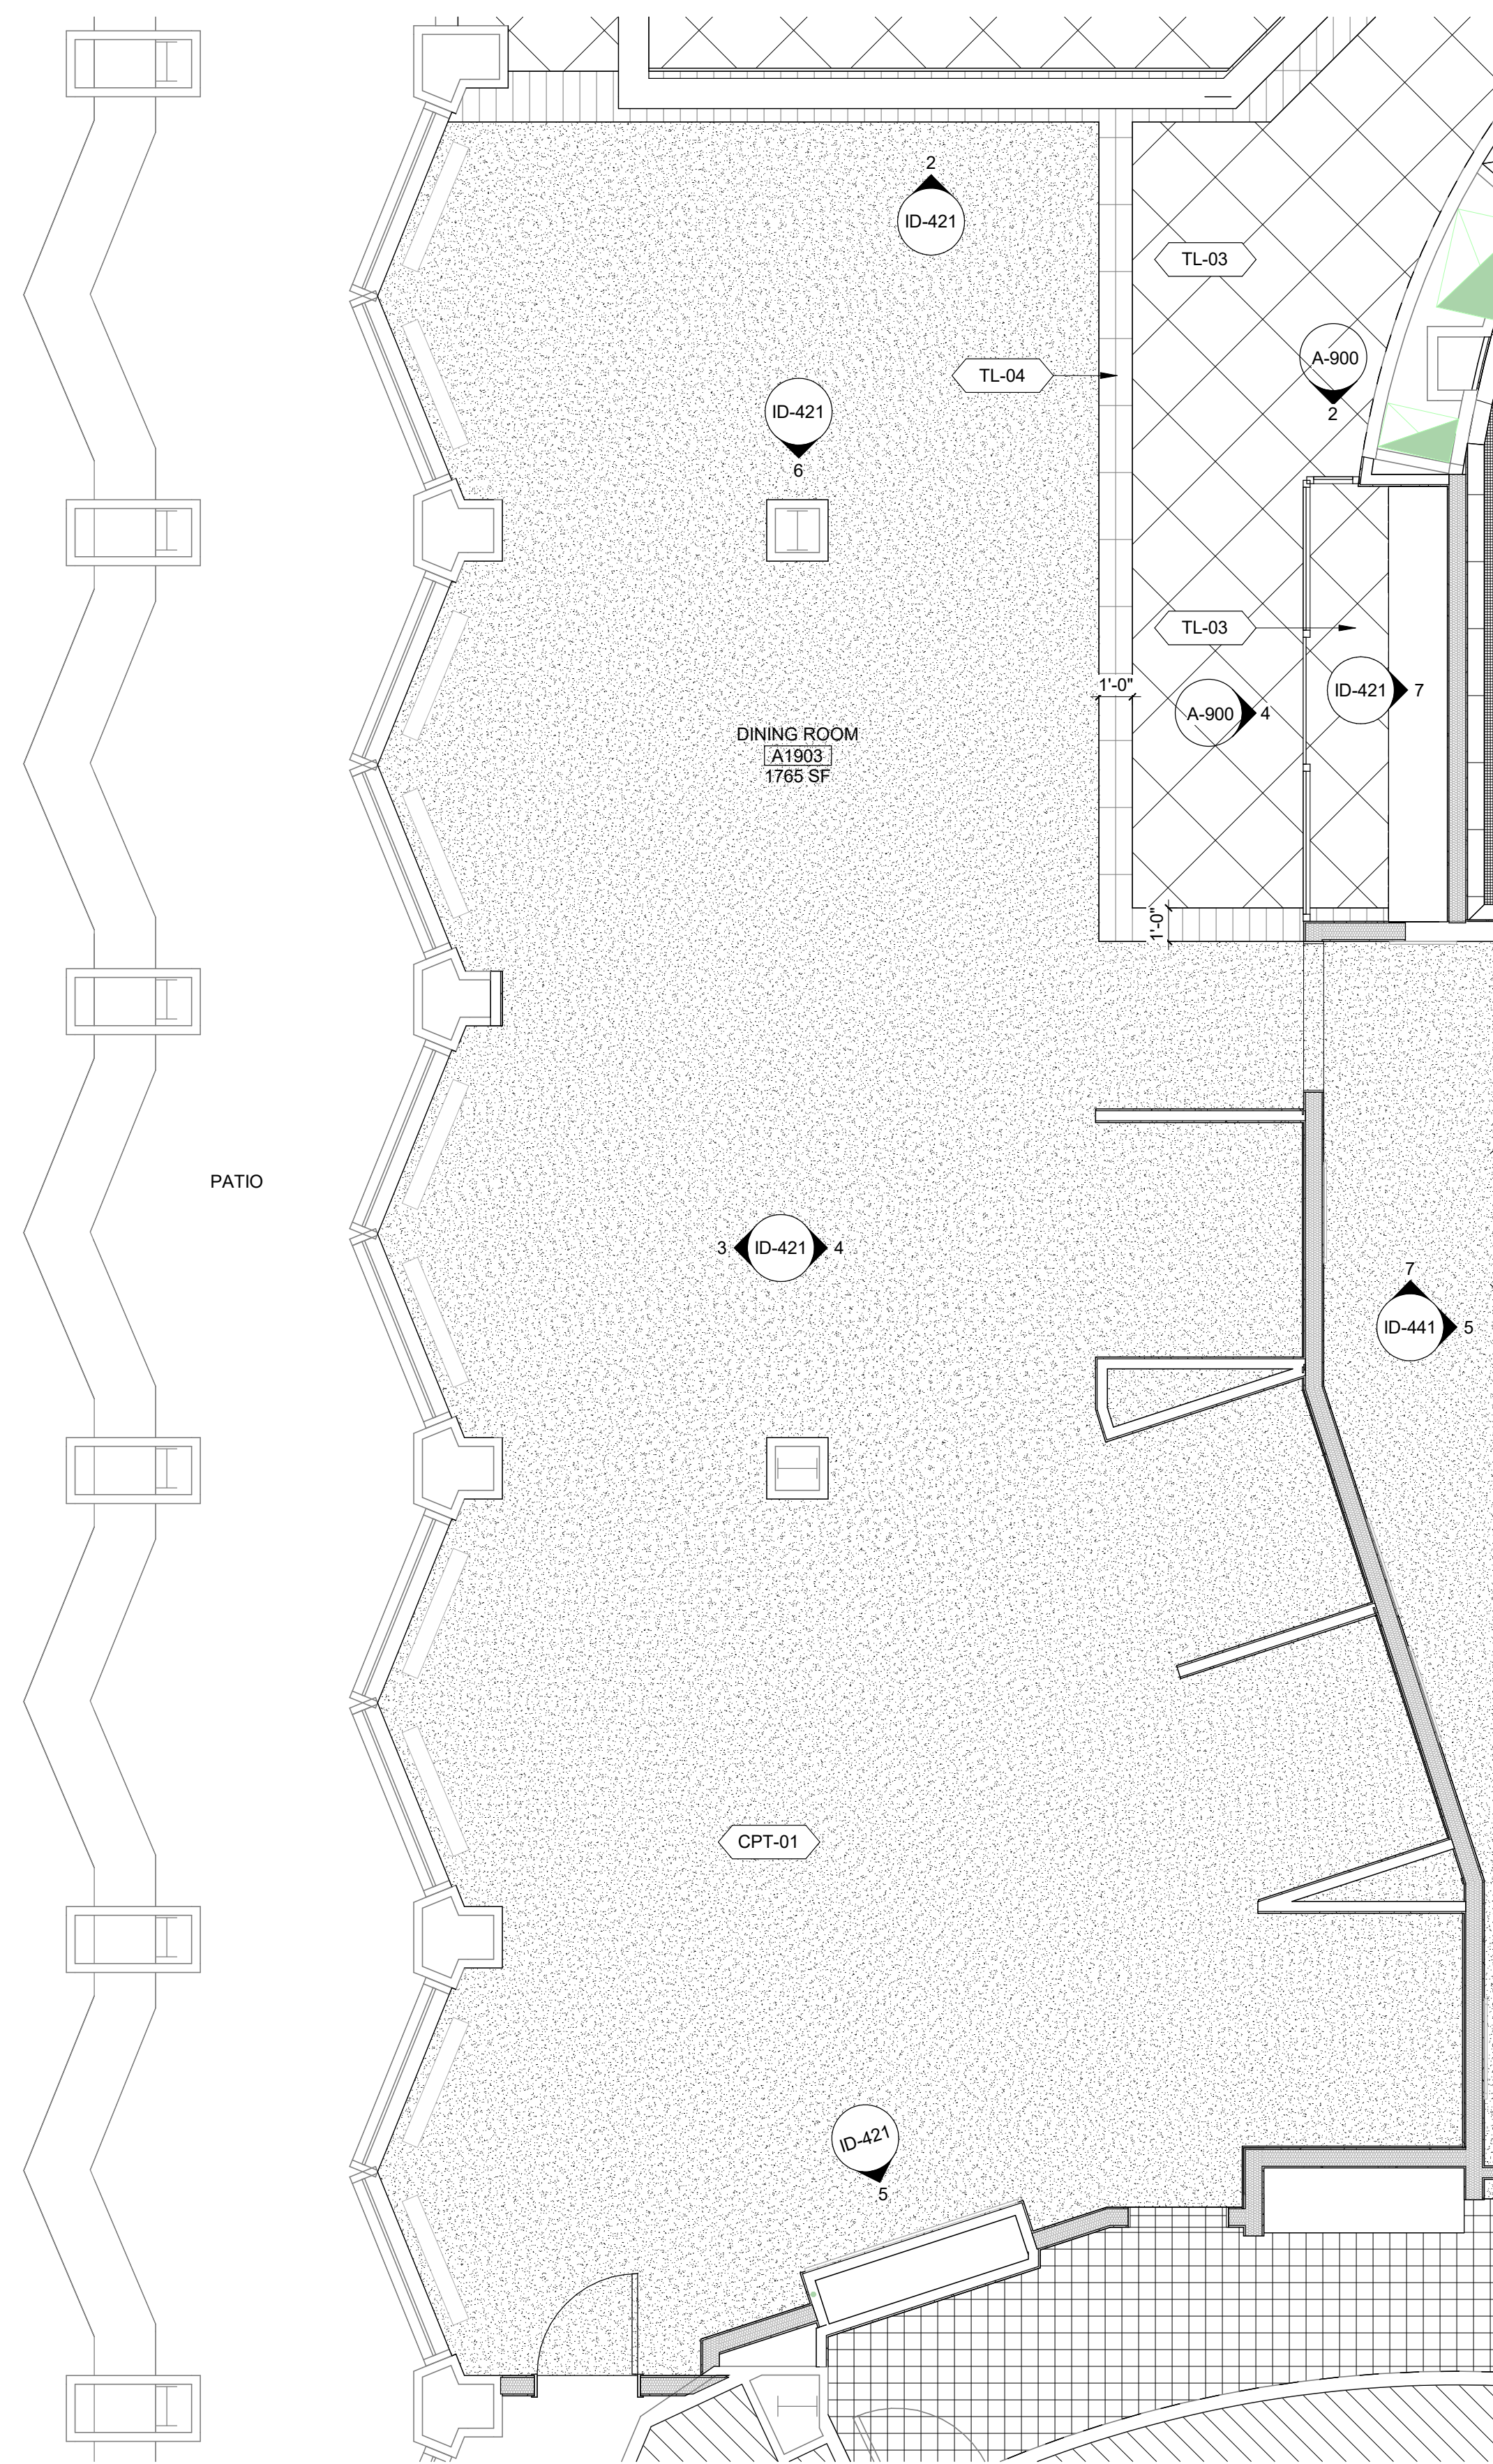 2
ID-421
TL-03
A-900
2
TL-04
ID-421
6
TL-03
1'-0"
ID-421
7
A-900
4
DINING ROOM
A1903
1765 SF
1'-0"
PATIO
3
ID-421
4
7
ID-441
5
CPT-01
ID-421
5